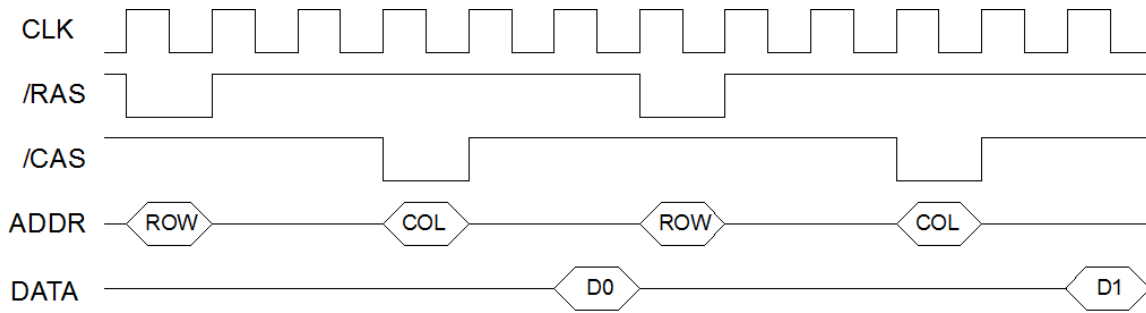 CLK
/RAS
/CAS
ADDR ROW COL ROW COL
DATA D0 D1